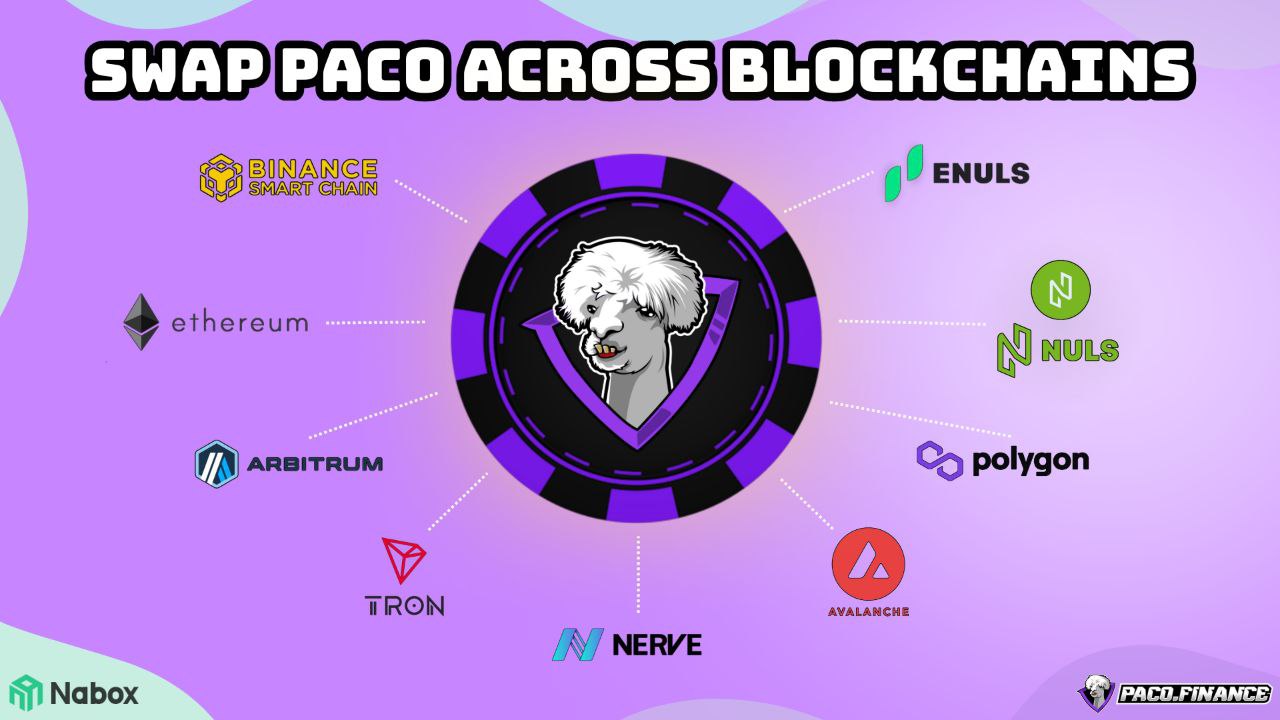 SWAP PACO ACROSS BLOCKCHAINS
BINANCE
SMART CHAIN
ENULS
ethereum
NULS
ARBITRUM
polygon
TRON
AVALANCHE
NERVE
Nabox
PACO.FINANCE